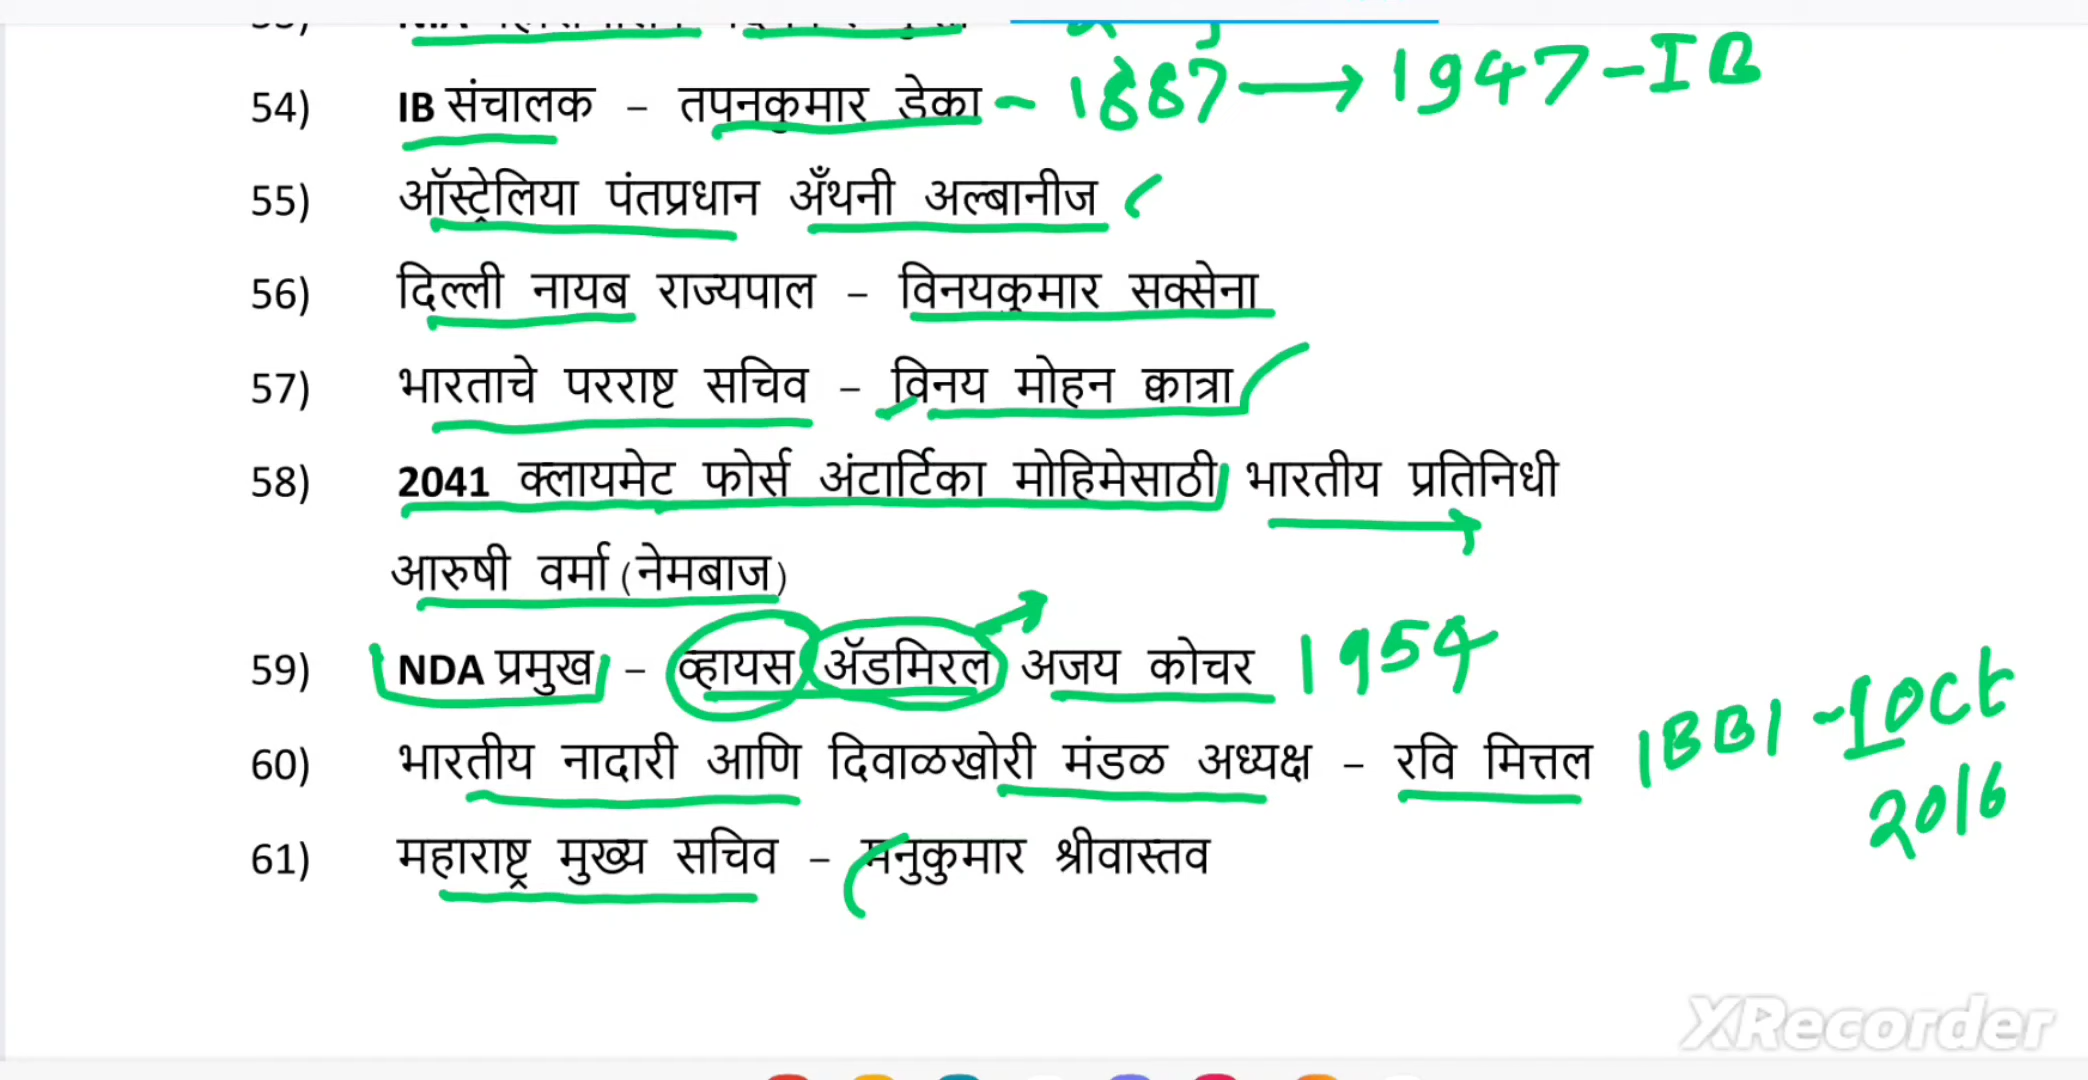 54) IB संचालक - तपनकुमार डेका - 1887 → 1947 - IB
55) ऑस्ट्रेलिया पंतप्रधान अँथनी अल्बानीज
56) दिल्ली नायब राज्यपाल - विनयकुमार सक्सेना
57) भारताचे परराष्ट सचिव - विनय मोहन क्वात्रा
58) 2041 क्लायमेट फोर्स अंटार्टिका मोहिमेसाठी भारतीय प्रतिनिधी
आरुषी वर्मा (नेमबाज)
59) NDA प्रमुख - व्हायस ॲडमिरल अजय कोचर 1954
60) भारतीय नादारी आणि दिवाळखोरी मंडळ अध्यक्ष - रवि मित्तल IBBI - 1 Oct
2016
61) महाराष्ट्र मुख्य सचिव - मनुकुमार श्रीवास्तव
XRecorder